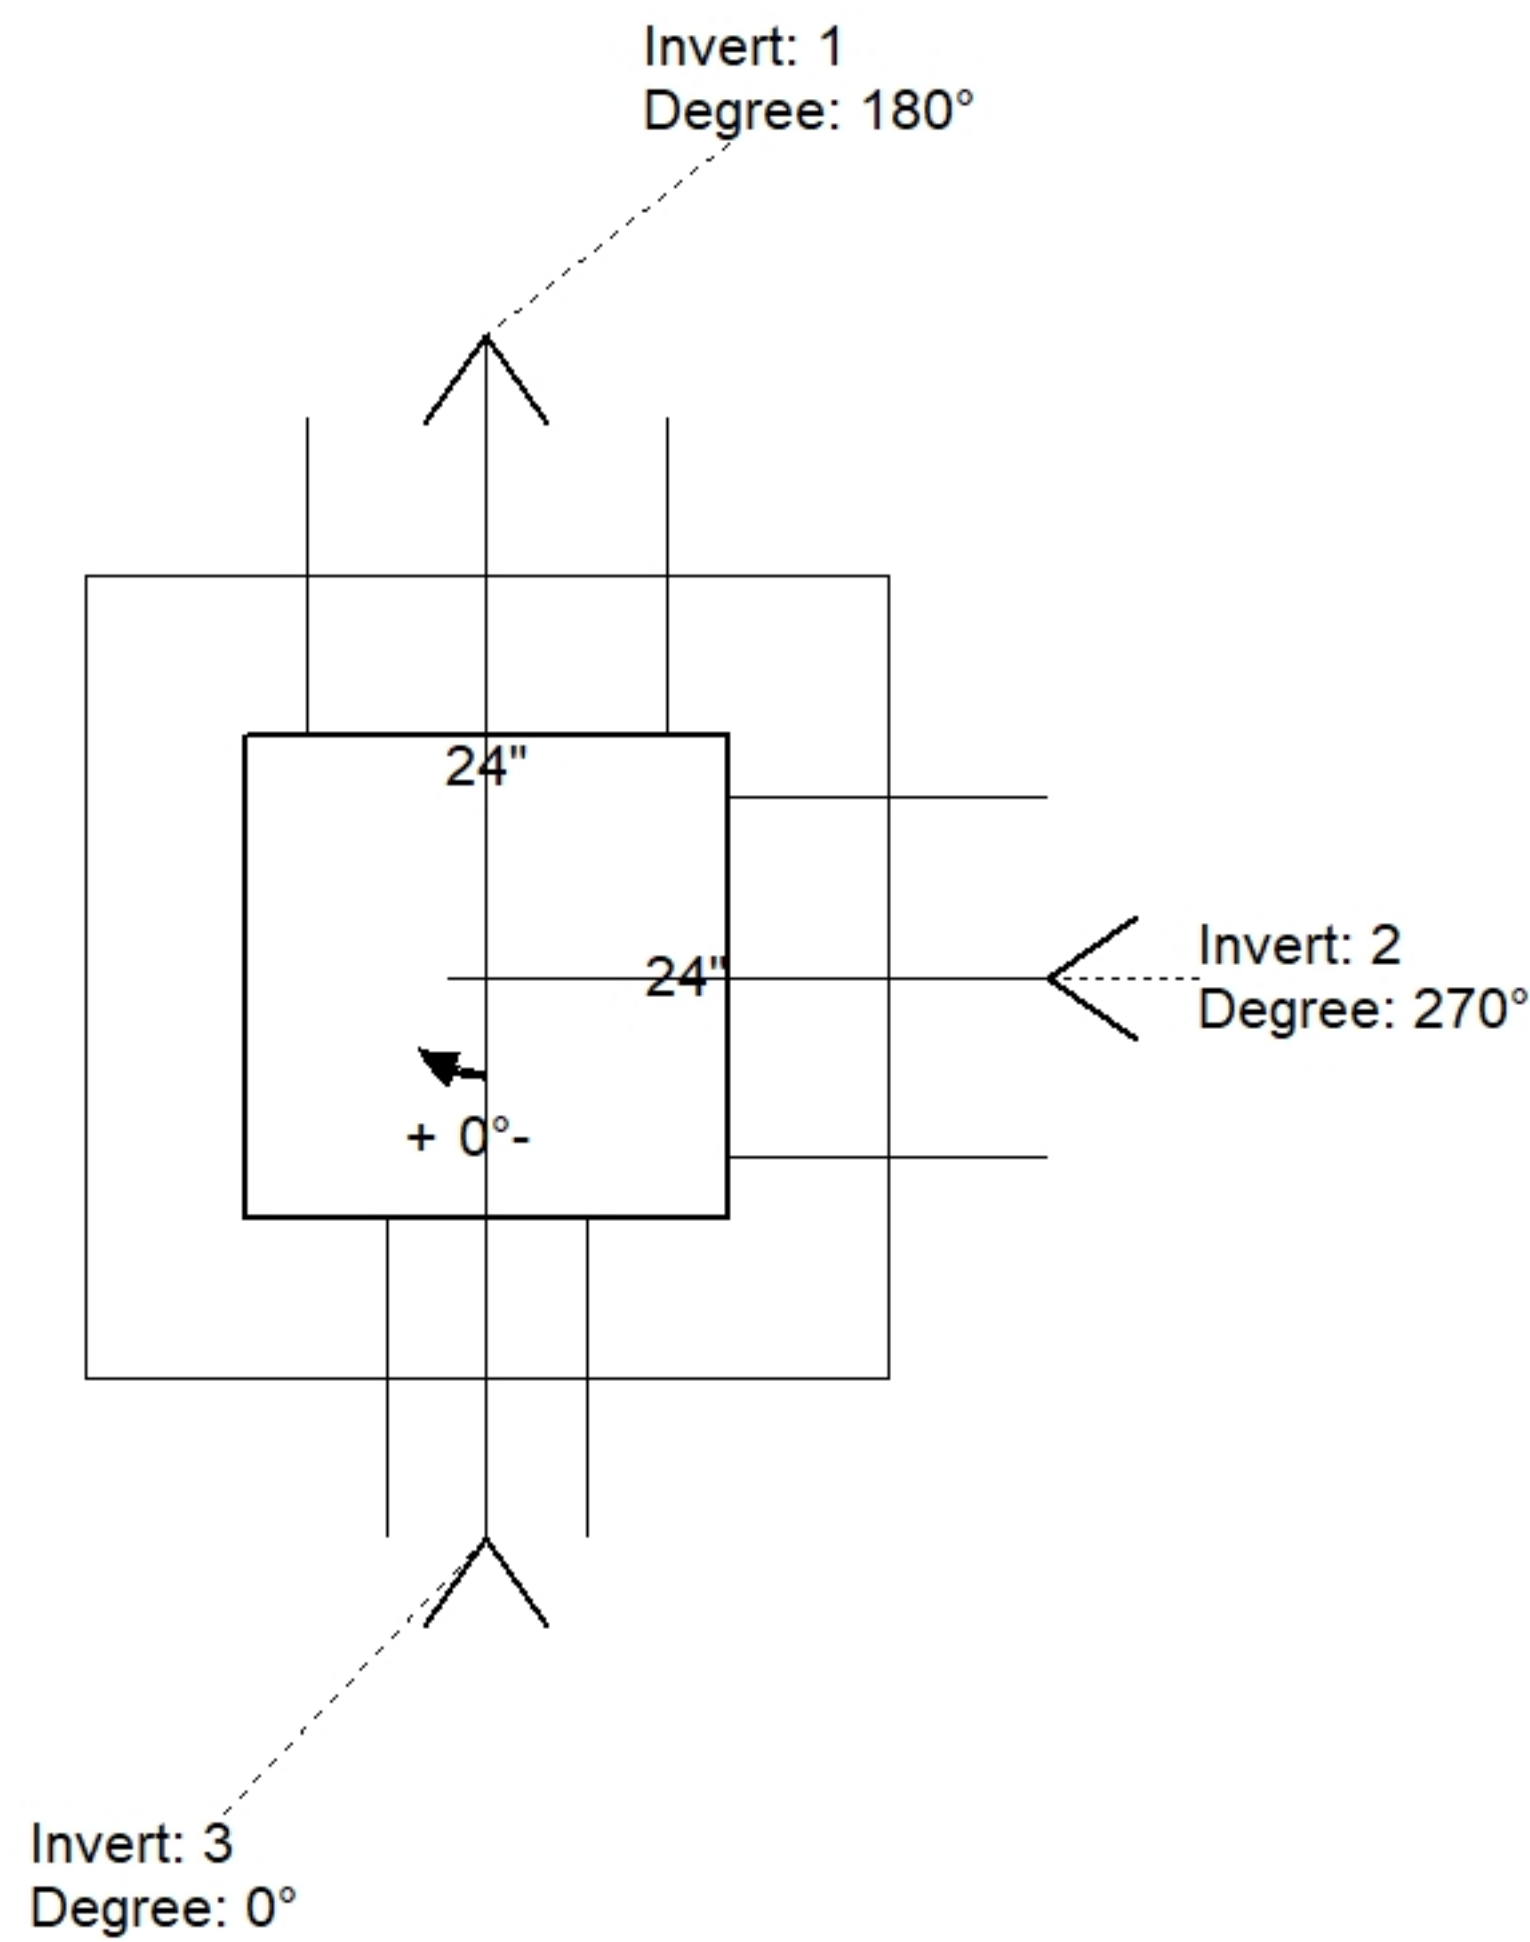 Invert: 1
Degree: 180°
24"
24"
Invert: 2
Degree: 270°
+ 0°-
Invert: 3
Degree: 0°